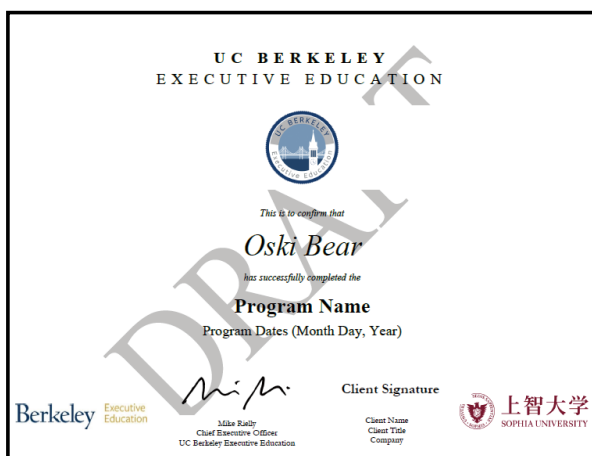 UC BERKELEY
EXECUTIVE EDUCATION
UC BERKELEY
Executive Education
This is to confirm that
Oski Bear
has successfully completed the
Program Name
Program Dates (Month Day, Year)
DRAFT
Berkeley
Executive
Education
Mike Rielly
Chief Executive Officer
UC Berkeley Executive Education
Client Signature
Client Name
Client Title
Company
上智大学
SOPHIA UNIVERSITY